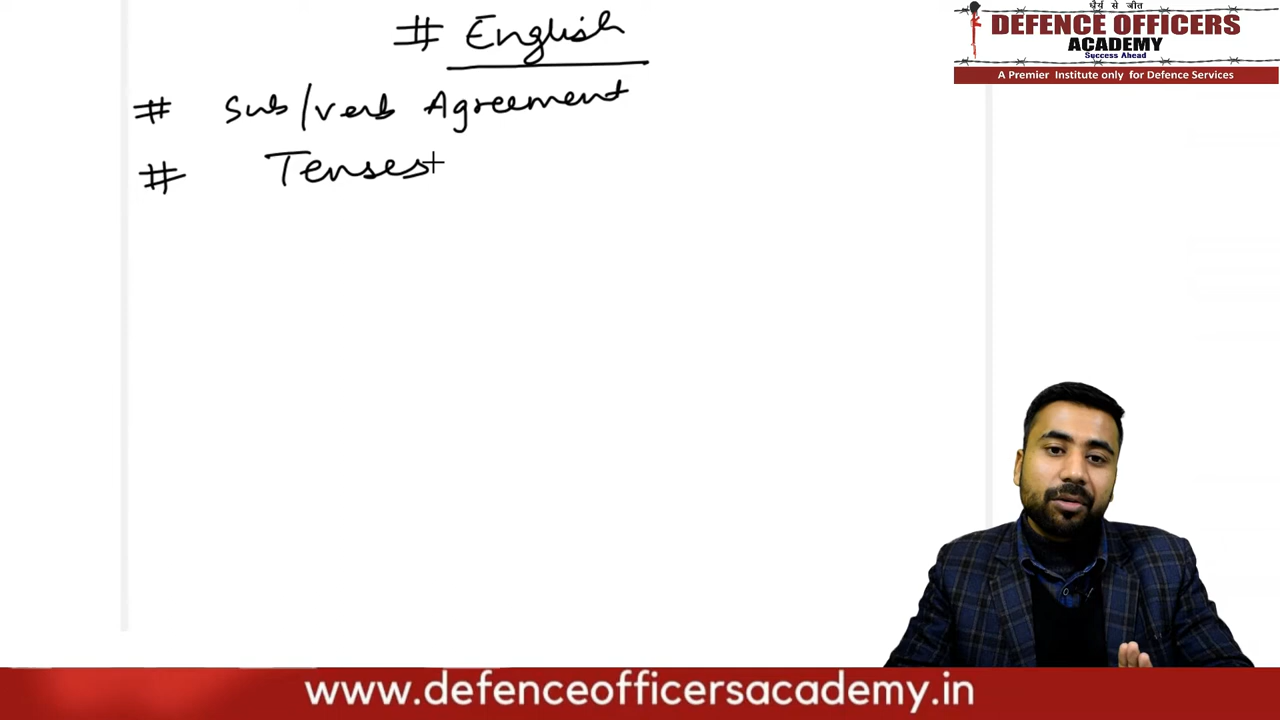 # English
# Sub/verb Agreement
# Tenses
धैर्य से जीत
DEFENCE OFFICERS
ACADEMY
Success Ahead
A Premier Institute only for Defence Services
www.defenceofficersacademy.in